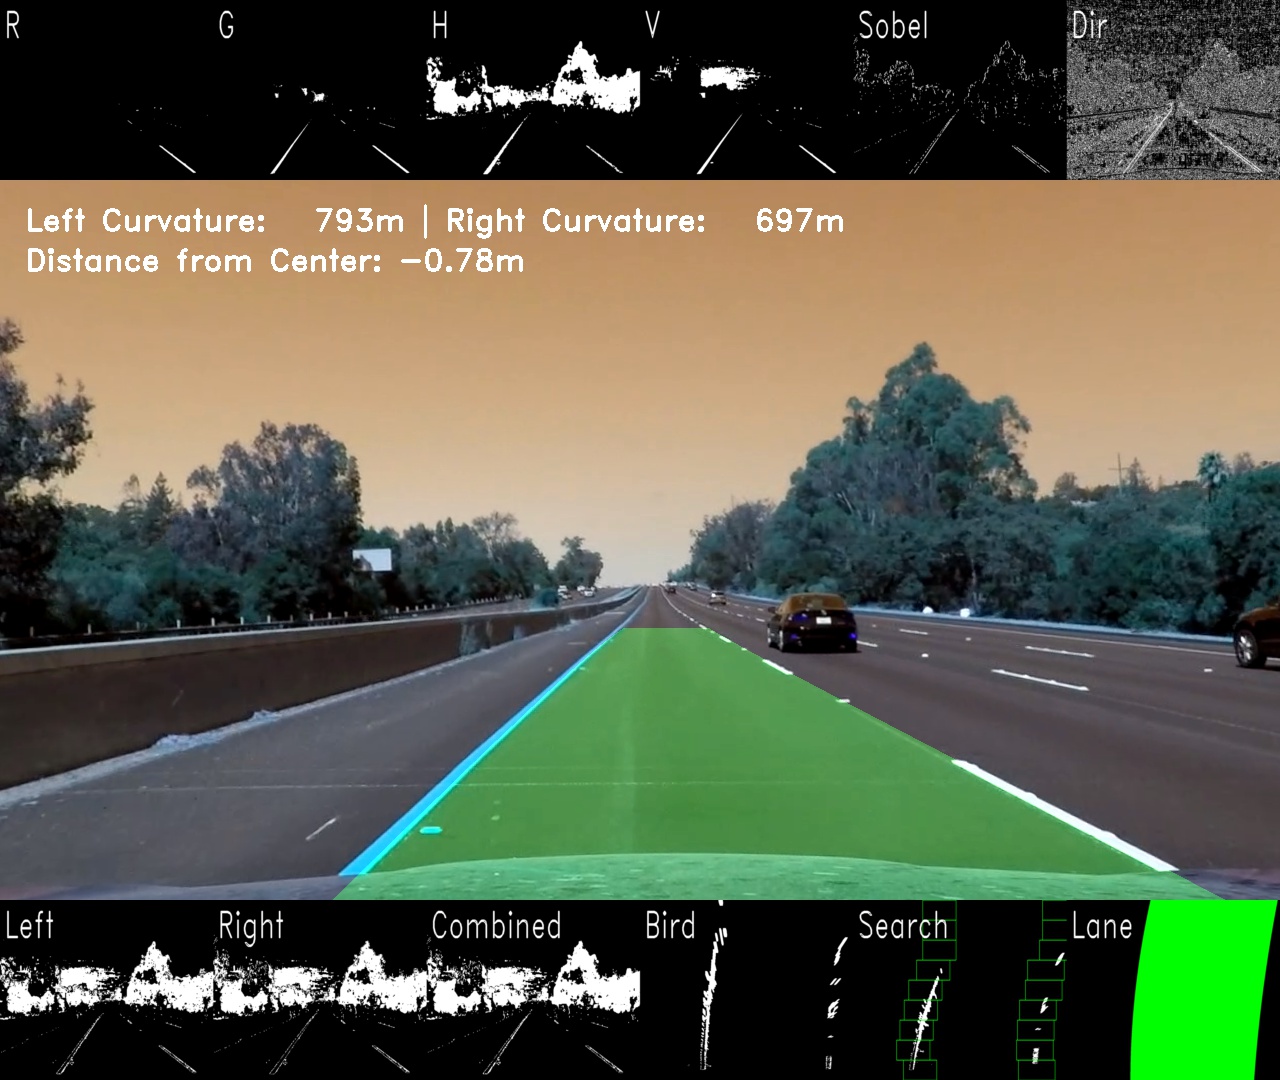 R G H V Sobel Dir
Left Curvature: 793m | Right Curvature: 697m
Distance from Center: -0.78m
Left Right Combined Bird Search Lane